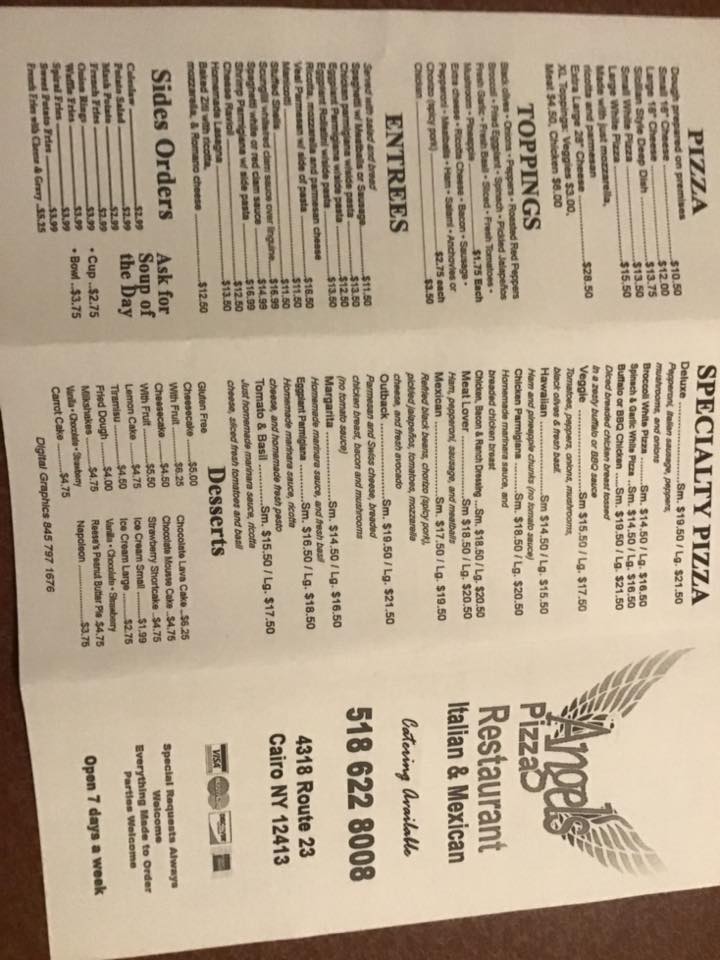 PIZZA
Dough prepared on premises
Small 16" Cheese $10.50
Large 18" Cheese $12.00
Sicilian Style Deep Dish $13.75
Small White Pizza $13.50
Large White Pizza $15.50
Made with just mozzarella,
ricotta and parmesan
Extra Large 28" Cheese $28.50
XL Toppings: Veggies $3.00,
Meat $4.50, Chicken $6.00
TOPPINGS
Black olives • Onions • Peppers • Roasted Red Peppers
Broccoli • Fried Eggplant • Spinach • Pickled Jalapeños
Fresh Garlic • Fresh Basil • Sliced • Fresh Tomatoes •
Mushroom • Pineapple $1.75 Each
Extra cheese • Ricotta Cheese • Bacon • Sausage •
Pepperoni • Meatballs • Ham • Salami • Anchovies or
Chorizo (spicy pork) $2.75 each
Chicken $3.50
ENTREES
Served with salad and bread
Spaghetti w/ Meatballs or Sausage $11.50
Chicken parmigiana w/side pasta $13.50
Eggplant Parmigiana w/side pasta $12.50
Eggplant Rollatini w/side pasta $13.50
Ricotta, mozzarella and parmesan cheese
Veal Parmesan w/ side of pasta $16.50
Manicotti $11.50
Stuffed Shells $11.50
Scungilli white/red clam sauce over linguine $16.99
Spaghetti white or red clam sauce $14.99
Shrimp Parmigiana w/ side pasta $16.99
Cheese Ravioli $12.50
Homemade Lasagna $13.50
Baked Ziti with ricotta,
mozzarella, & Romano cheese $12.50
Sides Orders
Coleslaw $2.99
Potato Salad $2.99
Mash Potato $2.99
French Fries $3.99
Onion Rings $3.99
Waffle Fries $3.99
Spiral Fries $3.99
Sweet Potato Fries $3.99
French Fries with Cheese & Gravy $5.25
Ask for
Soup of
the Day
• Cup $2.75
• Bowl $3.75
SPECIALTY PIZZA
Deluxe Sm. $19.50 / Lg. $21.50
Pepperoni, Italian sausage, peppers,
mushrooms, and onions
Broccoli White Pizza Sm. $14.50 / Lg. $16.50
Spinach & Garlic White Pizza Sm. $14.50 / Lg. $16.50
Buffalo or BBQ Chicken Sm. $19.50 / Lg. $21.50
Diced breaded chicken breast tossed
in a zesty buffalo or BBQ sauce
Veggie Sm $15.50 / Lg. $17.50
Tomatoes, peppers, onions, mushrooms,
black olives & fresh basil.
Hawaiian Sm $14.50 / Lg. $15.50
Ham and pineapple chunks (no tomato sauce)
Chicken Parmigiana Sm. $18.50 / Lg. $20.50
Homemade marinara sauce, and
breaded chicken breast
Chicken, Bacon & Ranch Dressing Sm. $18.50 / Lg. $20.50
Meat Lover Sm $18.50 / Lg. $20.50
Ham, pepperoni, sausage, and meatballs
Mexican Sm. $17.50 / Lg. $19.50
Refried black beans, chorizo (spicy pork),
pickled jalapeños, tomatoes, mozzarella
cheese, and fresh avocado
Outback Sm. $19.50 / Lg. $21.50
Parmesan and Swiss cheese, breaded
chicken breast, bacon and mushrooms
(no tomato sauce)
Margarita Sm. $14.50 / Lg. $16.50
Homemade marinara sauce, and fresh basil
Eggplant Parmigiana Sm. $16.50 / Lg. $18.50
Homemade marinara sauce, ricotta
cheese, and homemade fresh pesto
Tomato & Basil Sm. $15.50 / Lg. $17.50
Just homemade marinara sauce, ricotta
cheese, sliced fresh tomatoes and basil
Desserts
Gluten Free
Cheesecake $5.00
With Fruit $6.25
Cheesecake $4.50
With Fruit $5.50
Lemon Cake $4.75
Tiramisu $4.50
Fried Dough $4.00
Milkshakes $4.75
Vanilla • Chocolate • Strawberry
Carrot Cake $4.75
Chocolate Lava Cake $6.25
Chocolate Mousse Cake $4.75
Strawberry Shortcake $4.75
Ice Cream Small $1.99
Ice Cream Large $2.75
Vanilla • Chocolate • Strawberry
Reese's Peanut Butter Pie $4.75
Napoleon $3.75
Digital Graphics 845 797 1676
Angels
Pizza
Restaurant
Italian & Mexican
Catering Available
518 622 8008
4318 Route 23
Cairo NY 12413
VISA
DISCOVER
Special Requests Always
Welcome
Everything Made to Order
Parties Welcome
Open 7 days a week